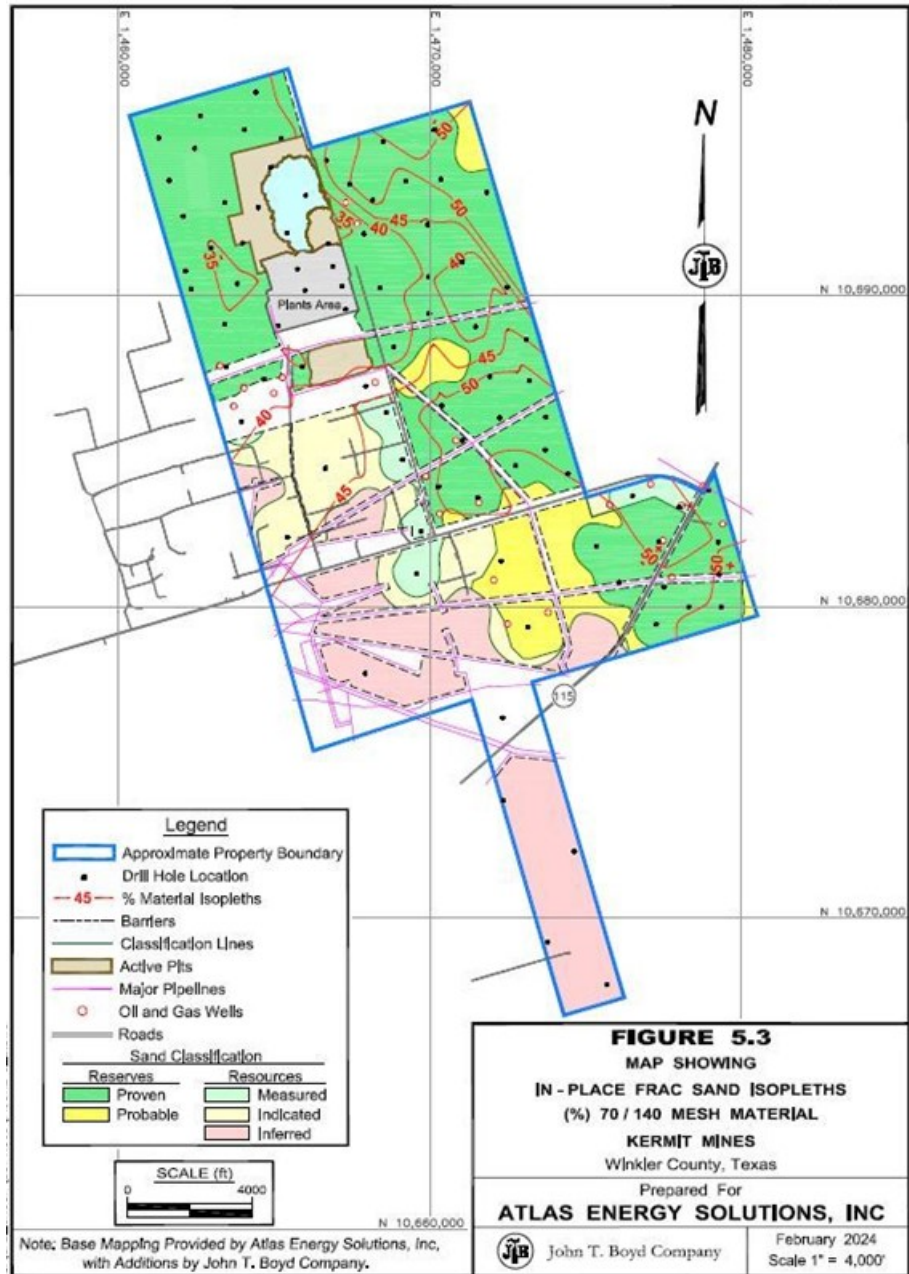 E 1,460,000
E 1,470,000
E 1,480,000
N
JTB
N 10,690,000
N 10,680,000
N 10,670,000
N 10,660,000
50
50
45
40
35
40
35
Plants Area
45
50
40
45
50
50
+
115
Legend
Approximate Property Boundary
Drill Hole Location
45 % Material Isopleths
Barriers
Classification Lines
Active Pits
Major Pipelines
Oil and Gas Wells
Roads
Sand Classification
Reserves Resources
Proven Measured
Probable Indicated
Inferred
SCALE (ft)
0 4000
Note: Base Mapping Provided by Atlas Energy Solutions, Inc,
with Additions by John T. Boyd Company.
FIGURE 5.3
MAP SHOWING
IN - PLACE FRAC SAND ISOPLETHS
(%) 70 / 140 MESH MATERIAL
KERMIT MINES
Winkler County, Texas
Prepared For
ATLAS ENERGY SOLUTIONS, INC
JTB John T. Boyd Company
February 2024
Scale 1" = 4,000'